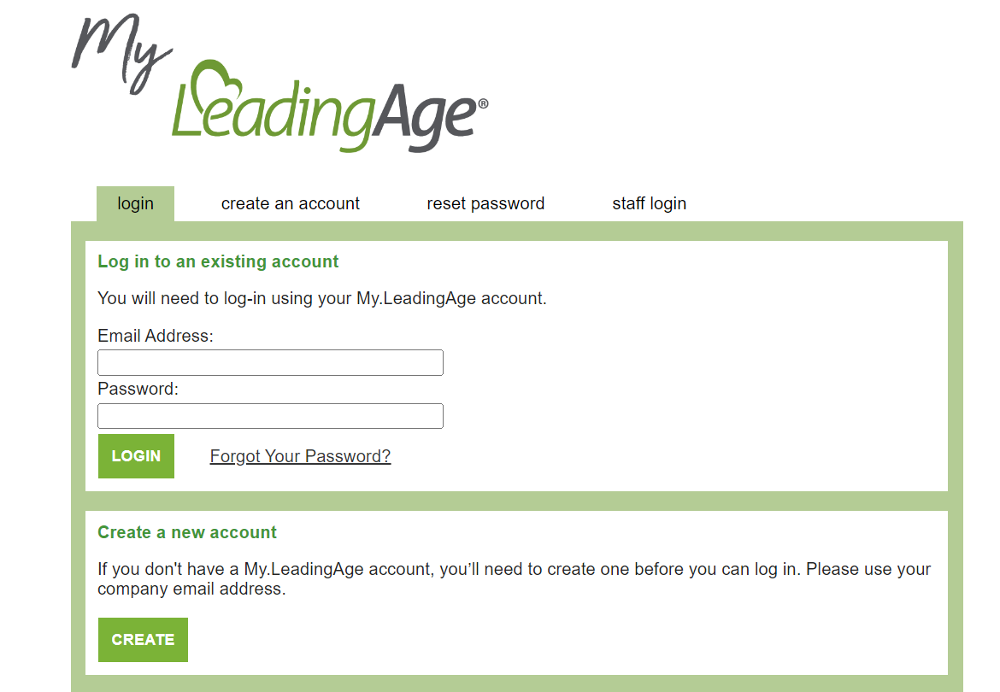 My
LeadingAge®
login create an account reset password staff login
Log in to an existing account
You will need to log-in using your My.LeadingAge account.
Email Address:
Password:
LOGIN Forgot Your Password?
Create a new account
If you don't have a My.LeadingAge account, you’ll need to create one before you can log in. Please use your
company email address.
CREATE